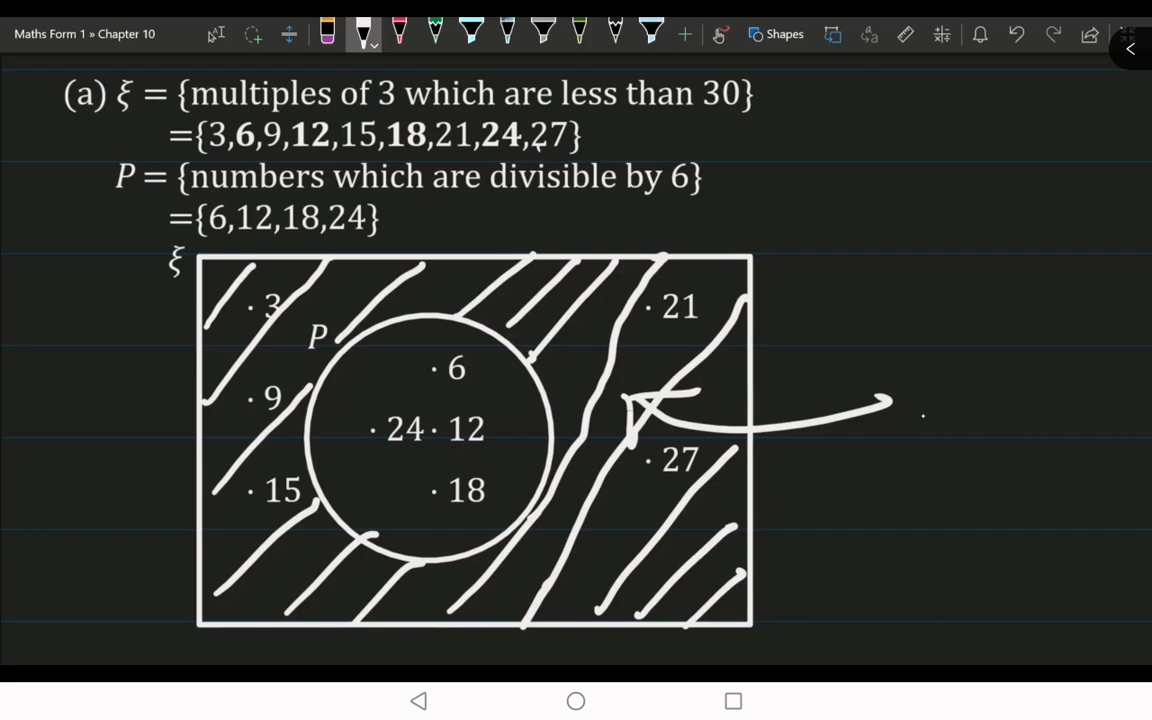 Maths Form 1 » Chapter 10
Shapes
(a) ξ = {multiples of 3 which are less than 30}
={3,6,9,12,15,18,21,24,27}
P = {numbers which are divisible by 6}
={6,12,18,24}
ξ
· 3
· 21
P
· 6
· 9
· 24 · 12
· 27
· 15
· 18